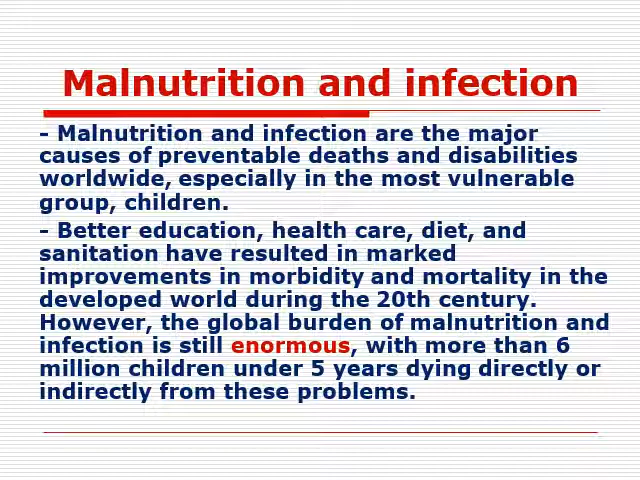 Malnutrition and infection
- Malnutrition and infection are the major
causes of preventable deaths and disabilities
worldwide, especially in the most vulnerable
group, children.
- Better education, health care, diet, and
sanitation have resulted in marked
improvements in morbidity and mortality in the
developed world during the 20th century.
However, the global burden of malnutrition and
infection is still enormous, with more than 6
million children under 5 years dying directly or
indirectly from these problems.